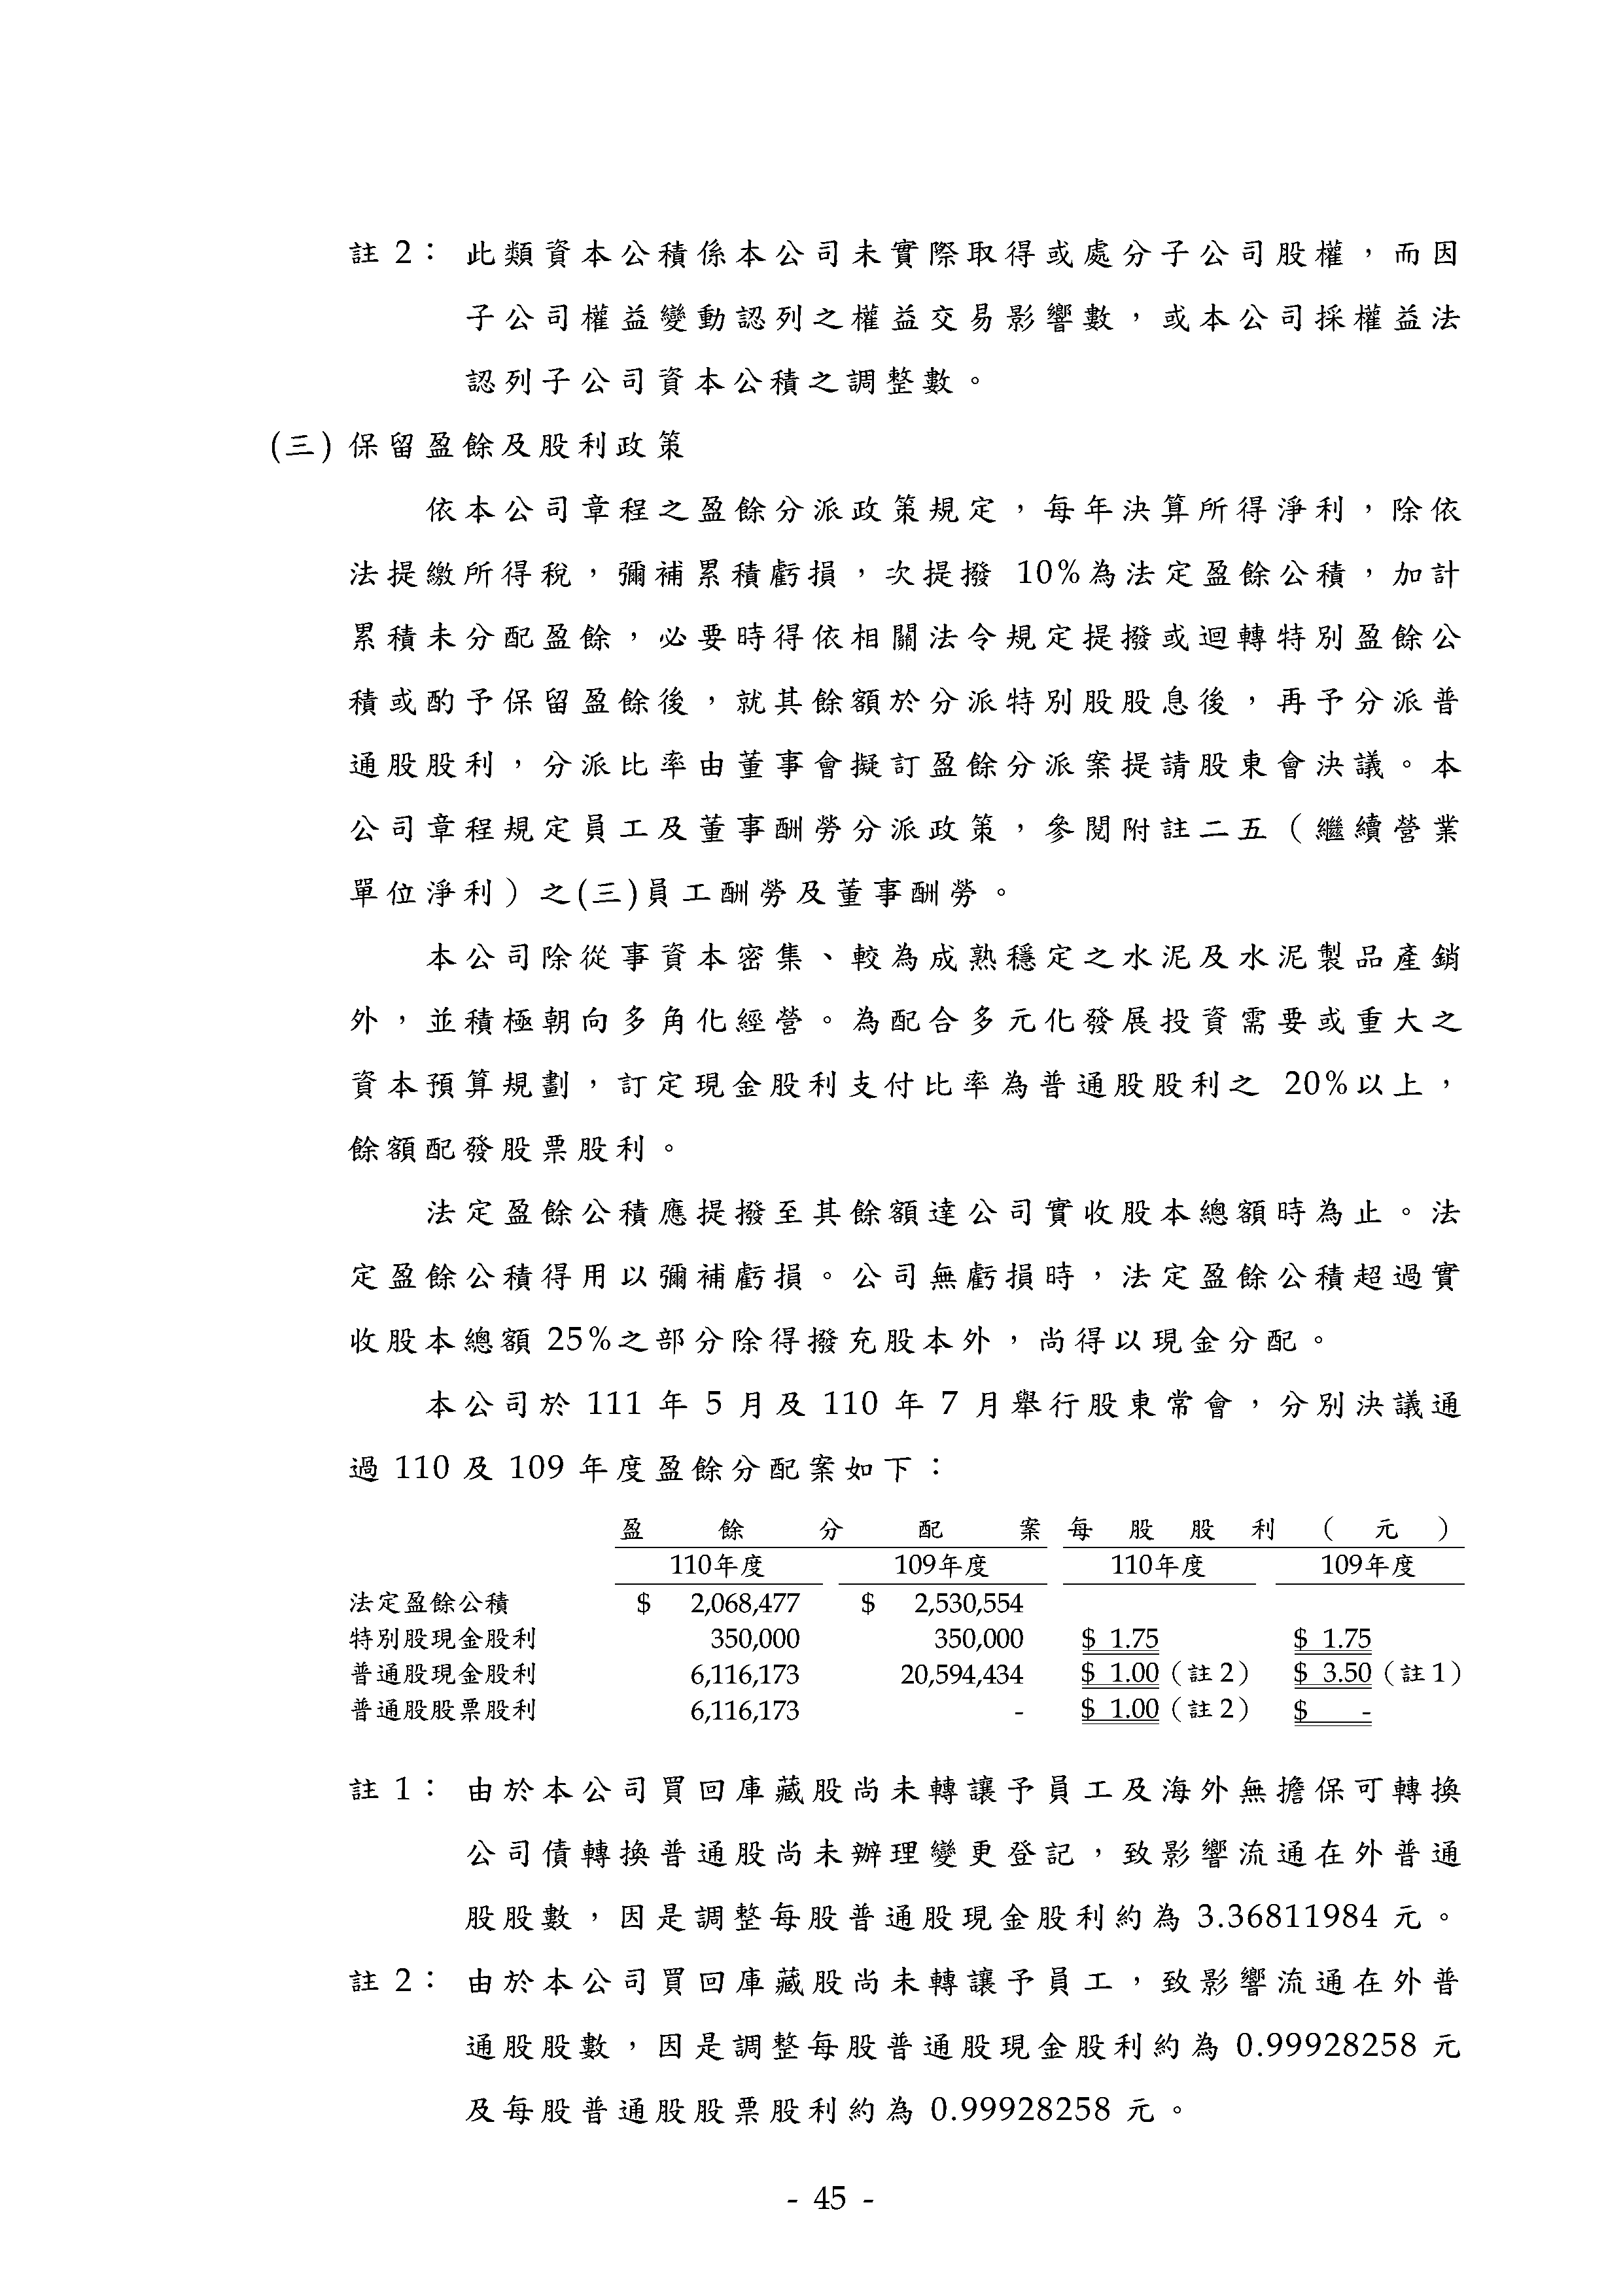 註 2： 此類資本公積係本公司未實際取得或處分子公司股權，而因
子公司權益變動認列之權益交易影響數，或本公司採權益法
認列子公司資本公積之調整數。
(三) 保留盈餘及股利政策
依本公司章程之盈餘分派政策規定，每年決算所得淨利，除依
法提繳所得稅，彌補累積虧損，次提撥 10%為法定盈餘公積，加計
累積未分配盈餘，必要時得依相關法令規定提撥或迴轉特別盈餘公
積或酌予保留盈餘後，就其餘額於分派特別股股息後，再予分派普
通股股利，分派比率由董事會擬訂盈餘分派案提請股東會決議。本
公司章程規定員工及董事酬勞分派政策，參閱附註二五（繼續營業
單位淨利）之(三)員工酬勞及董事酬勞。
本公司除從事資本密集、較為成熟穩定之水泥及水泥製品產銷
外，並積極朝向多角化經營。為配合多元化發展投資需要或重大之
資本預算規劃，訂定現金股利支付比率為普通股股利之 20%以上，
餘額配發股票股利。
法定盈餘公積應提撥至其餘額達公司實收股本總額時為止。法
定盈餘公積得用以彌補虧損。公司無虧損時，法定盈餘公積超過實
收股本總額 25%之部分除得撥充股本外，尚得以現金分配。
本公司於 111 年 5 月及 110 年 7 月舉行股東常會，分別決議通
過 110 及 109 年度盈餘分配案如下：
盈餘分配案 每股股利（元）
110年度 109年度 110年度 109年度
法定盈餘公積 $ 2,068,477 $ 2,530,554
特別股現金股利 350,000 350,000 $ 1.75 $ 1.75
普通股現金股利 6,116,173 20,594,434 $ 1.00（註2） $ 3.50（註1）
普通股股票股利 6,116,173 - $ 1.00（註2） $ -
註 1： 由於本公司買回庫藏股尚未轉讓予員工及海外無擔保可轉換
公司債轉換普通股尚未辦理變更登記，致影響流通在外普通
股股數，因是調整每股普通股現金股利約為 3.36811984 元。
註 2： 由於本公司買回庫藏股尚未轉讓予員工，致影響流通在外普
通股股數，因是調整每股普通股現金股利約為 0.99928258 元
及每股普通股股票股利約為 0.99928258 元。
- 45 -